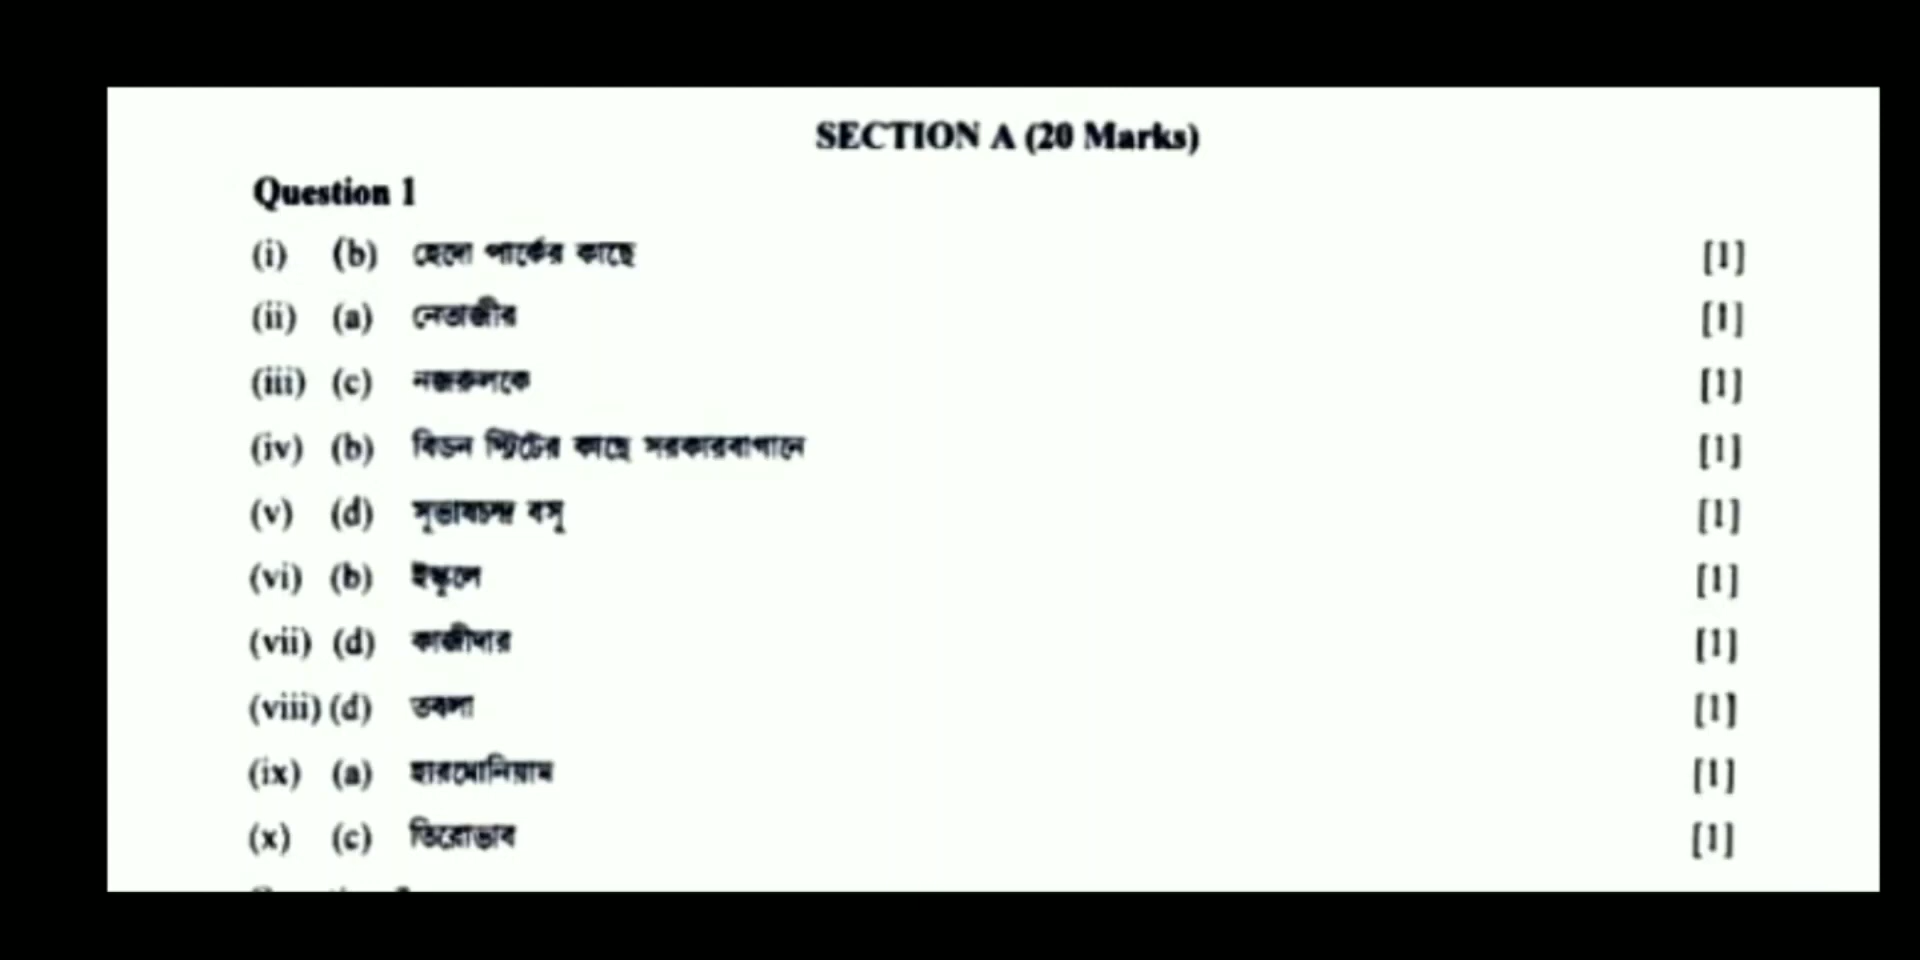 SECTION A (20 Marks)
Question 1
(i) (b) হেদো পার্কের কাছে [1]
(ii) (a) নেতাজীর [1]
(iii) (c) নজরুলকে [1]
(iv) (b) বিডন স্ট্রিটের কাছে সরকারবাগানে [1]
(v) (d) সুভাষচন্দ্র বসু [1]
(vi) (b) ইস্কুলে [1]
(vii) (d) কাজীদার [1]
(viii) (d) তবলা [1]
(ix) (a) হারমোনিয়াম [1]
(x) (c) তিরোভাব [1]